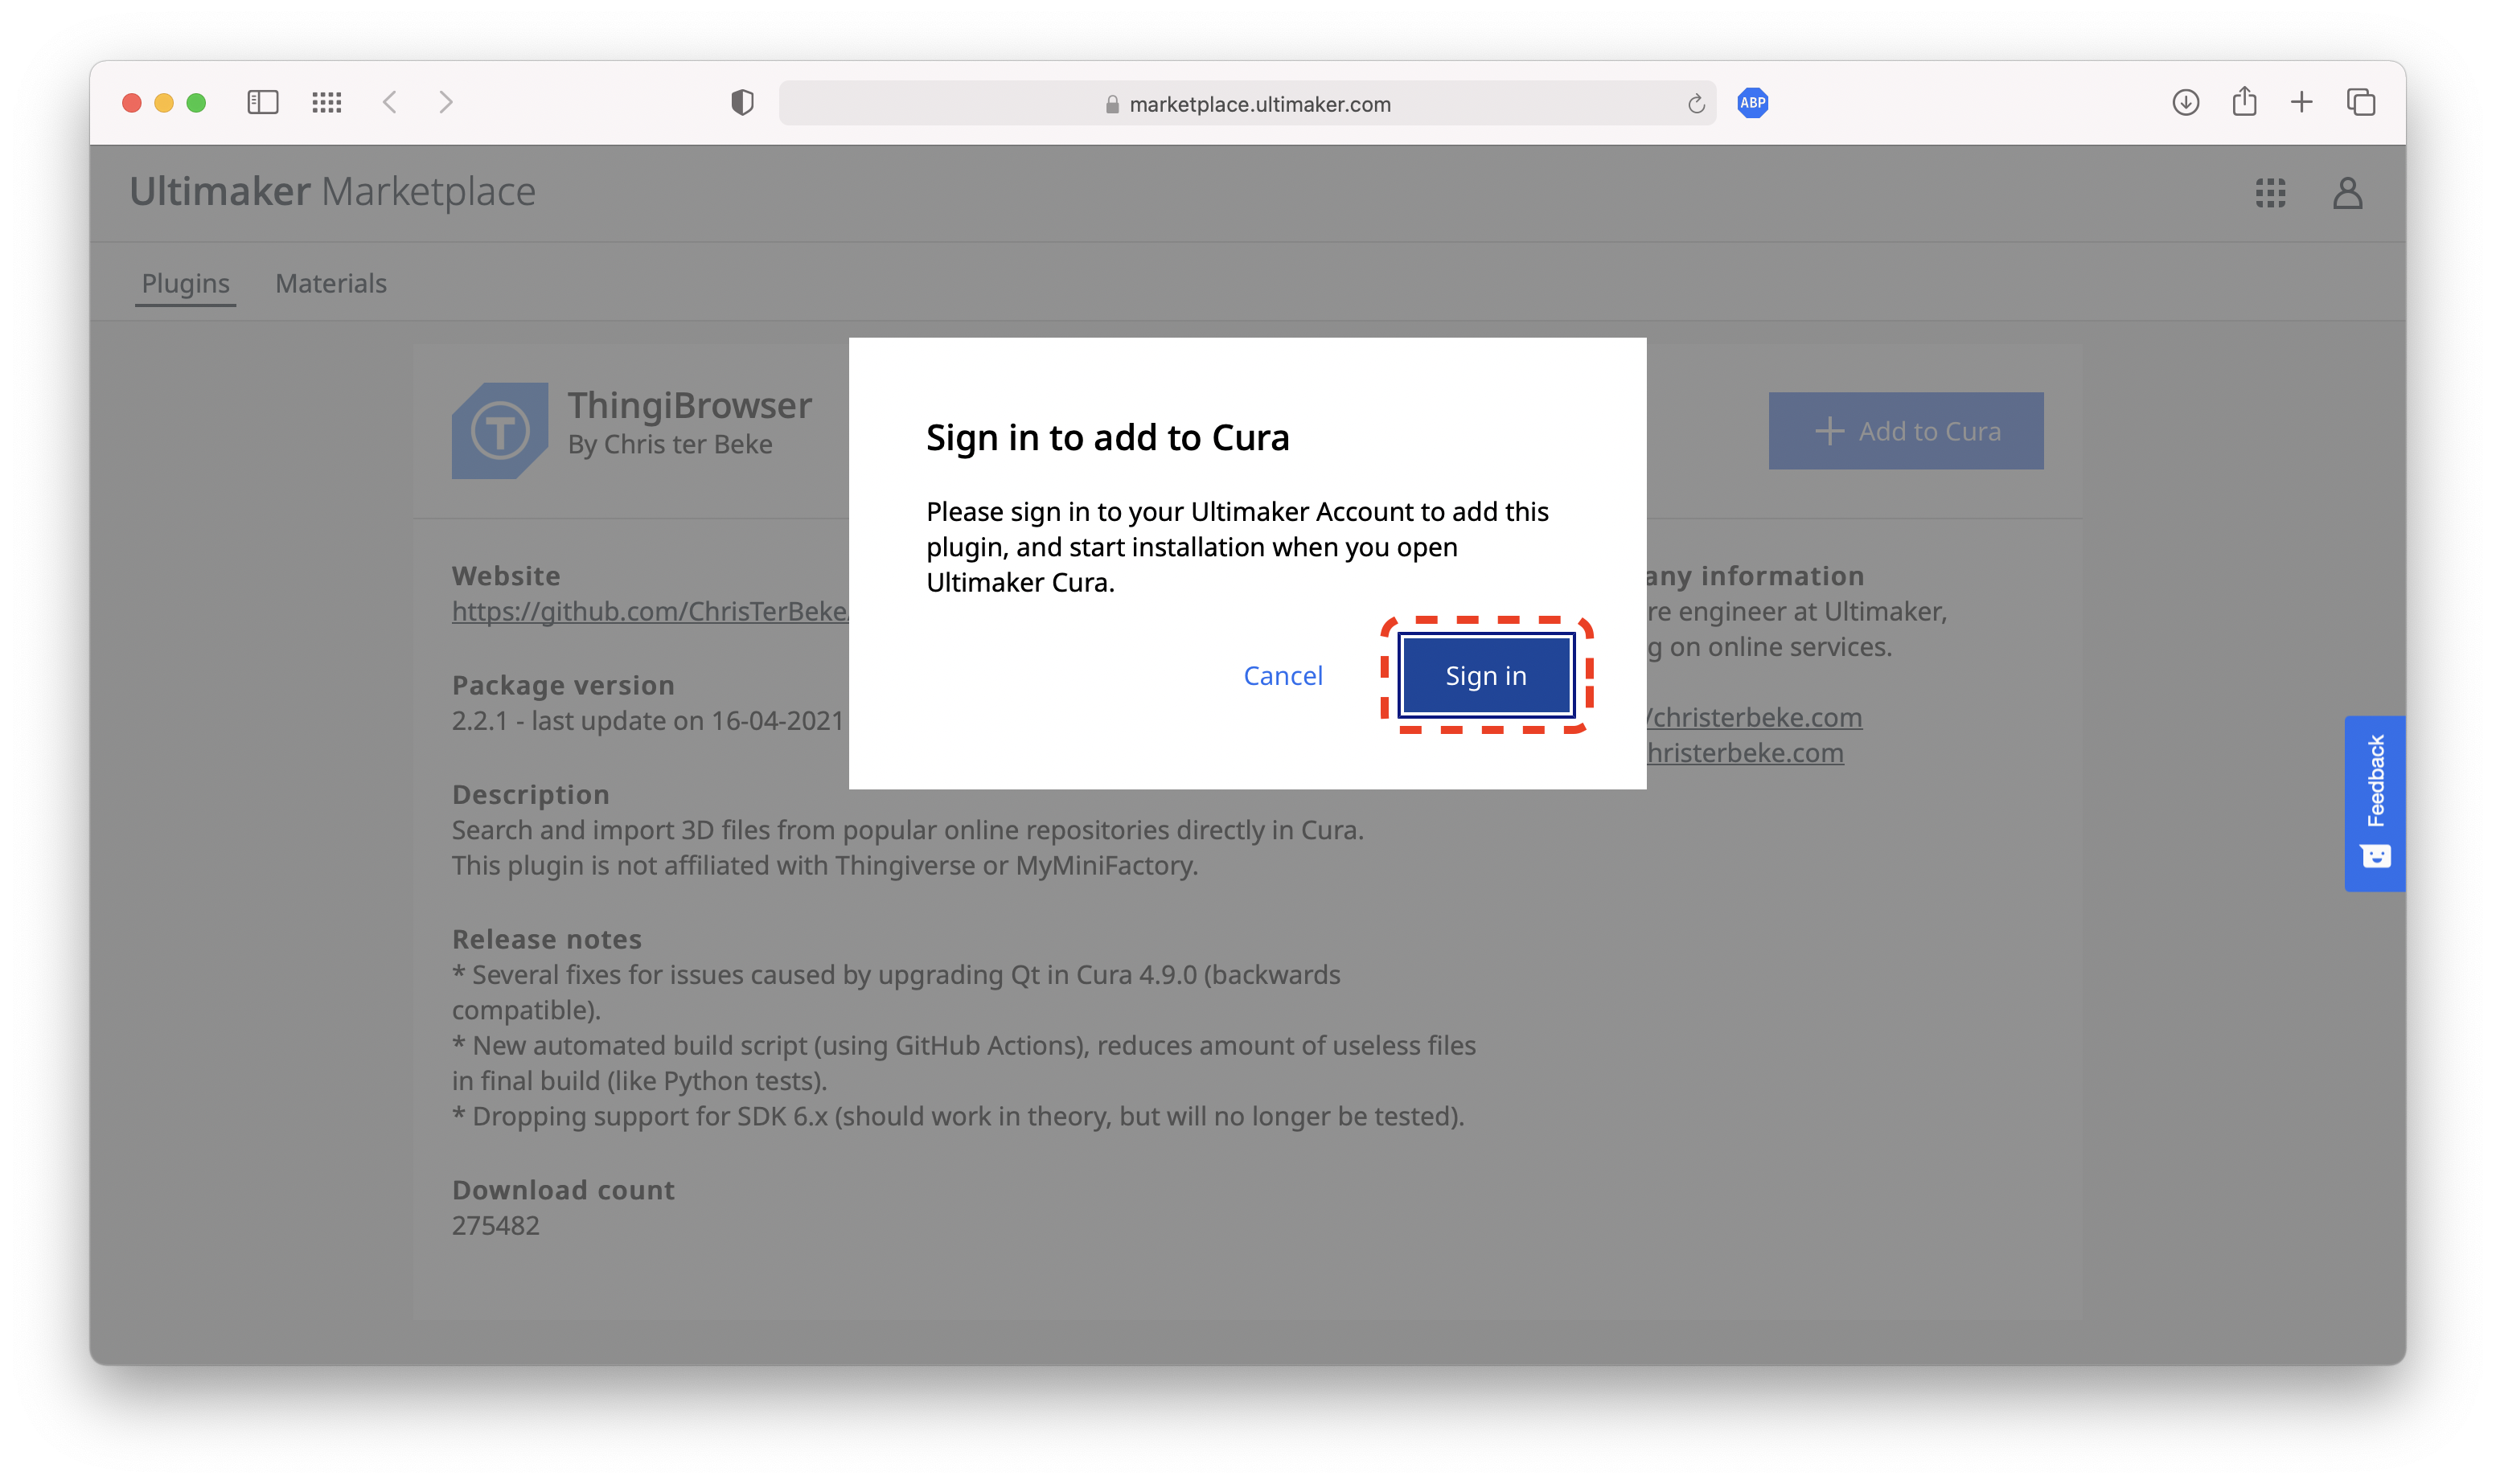 marketplace.ultimaker.com
ABP
Ultimaker Marketplace
Plugins Materials
T
ThingiBrowser
By Chris ter Beke
+ Add to Cura
Sign in to add to Cura
Please sign in to your Ultimaker Account to add this
plugin, and start installation when you open
Ultimaker Cura.
Cancel Sign in
Website
https://github.com/ChrisTerBeke
Package version
2.2.1 - last update on 16-04-2021
Description
Search and import 3D files from popular online repositories directly in Cura.
This plugin is not affiliated with Thingiverse or MyMiniFactory.
Release notes
* Several fixes for issues caused by upgrading Qt in Cura 4.9.0 (backwards
compatible).
* New automated build script (using GitHub Actions), reduces amount of useless files
in final build (like Python tests).
* Dropping support for SDK 6.x (should work in theory, but will no longer be tested).
Download count
275482
any information
re engineer at Ultimaker,
g on online services.
/christerbeke.com
hristerbeke.com
Feedback